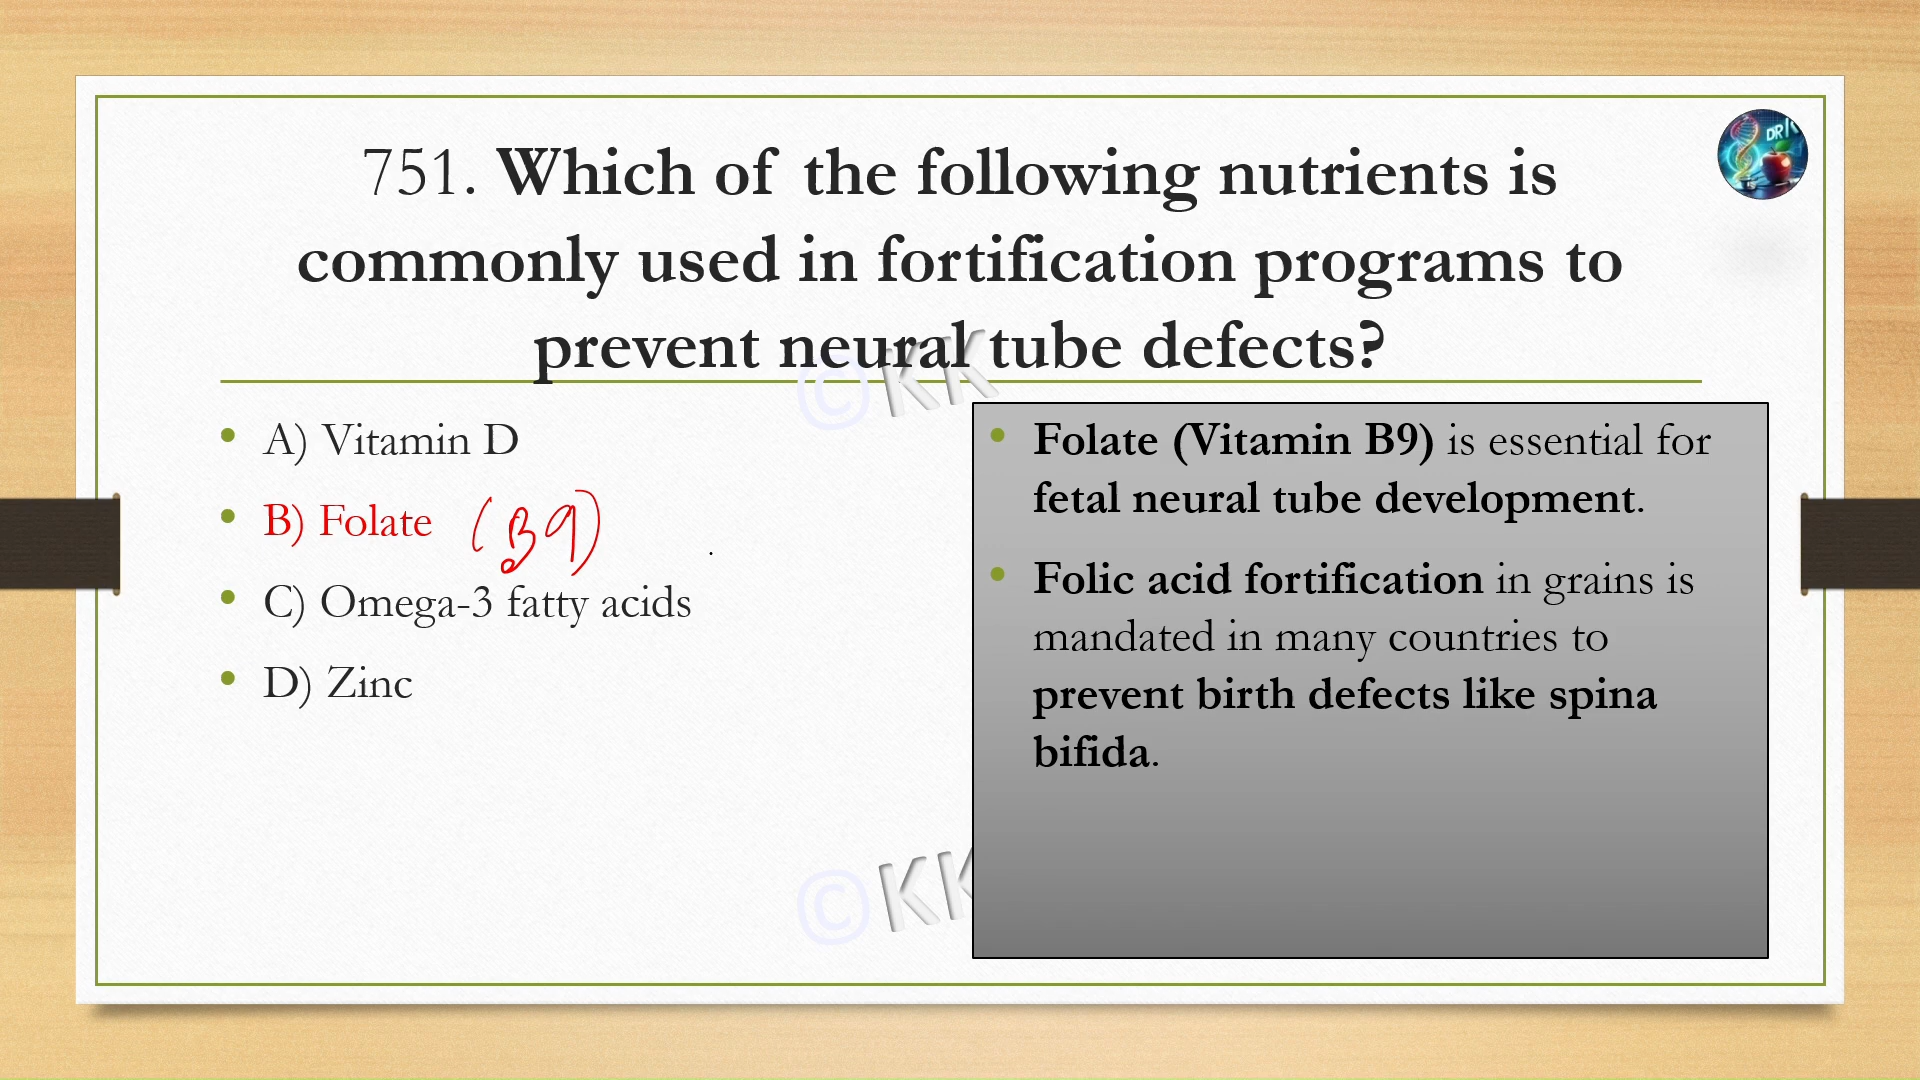 751. Which of the following nutrients is
commonly used in fortification programs to
prevent neural tube defects?
• A) Vitamin D
• B) Folate (B9)
• C) Omega-3 fatty acids
• D) Zinc
• Folate (Vitamin B9) is essential for
fetal neural tube development.
• Folic acid fortification in grains is
mandated in many countries to
prevent birth defects like spina
bifida.
©KK
©KK
DR K